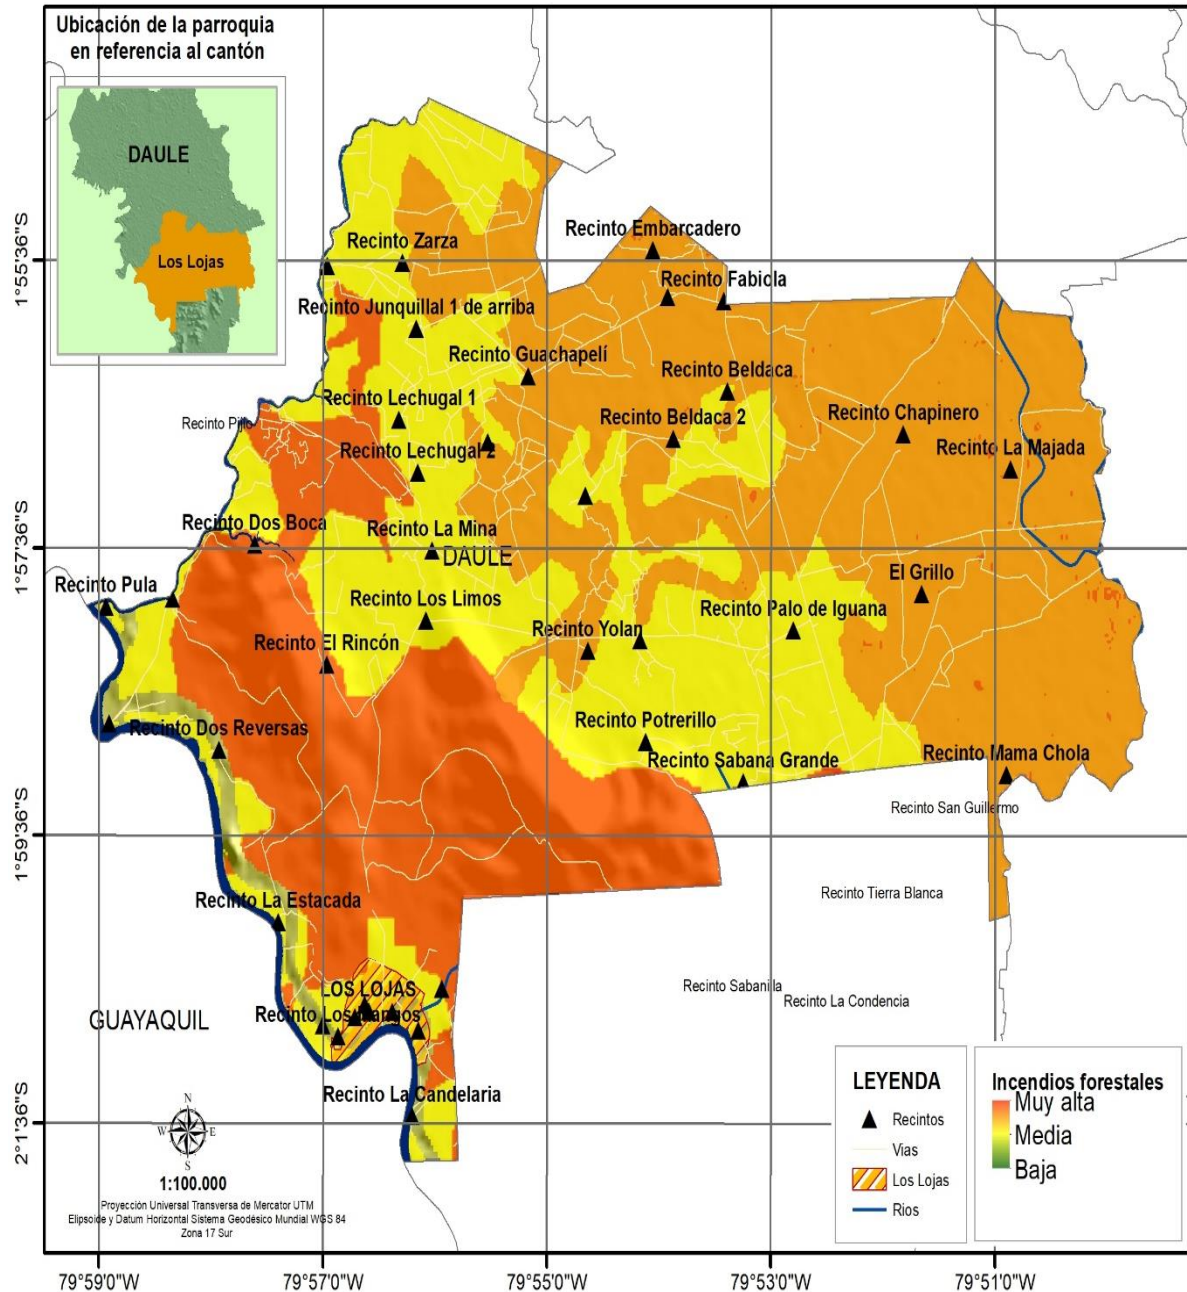 Ubicación de la parroquia
en referencia al cantón
DAULE
Los Lojas
Recinto Embarcadero
Recinto Zarza
Recinto Fabiola
Recinto Junquillal 1 de arriba
Recinto Guachapelí
Recinto Beldaca
Recinto Lechugal 1
Recinto Beldaca 2
Recinto Chapinero
Recinto Pijlo
Recinto Lechugal 2
Recinto La Majada
Recinto Dos Boca
Recinto La Mina
DAULE
Recinto Pula
El Grillo
Recinto Los Limos
Recinto Palo de Iguana
Recinto Yolan
Recinto El Rincón
Recinto Dos Reversas
Recinto Potrerillo
Recinto Sabana Grande
Recinto Mama Chola
Recinto San Guillermo
Recinto La Estacada
Recinto Tierra Blanca
LOS LOJAS
Recinto Sabanilla
Recinto La Condencia
GUAYAQUIL
Recinto Los Mangos
Recinto La Candelaria
1°55'36"S
1°57'36"S
1°59'36"S
2°1'36"S
N
W
E
S
1:100.000
Proyección Universal Transversa de Mercator UTM
Elipsoide y Datum Horizontal Sistema Geodésico Mundial WGS 84
Zona 17 Sur
LEYENDA
Recintos
Vias
Los Lojas
Rios
Incendios forestales
Muy alta
Media
Baja
79°59'0"W
79°57'0"W
79°55'0"W
79°53'0"W
79°51'0"W